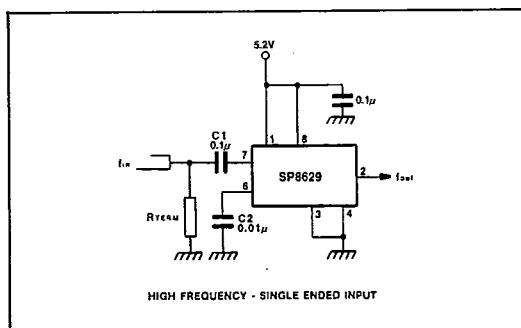 5.2V
0.1μ
1 8
C1
0.1μ
fin
7
SP8629
2
fout
6
RTERM
C2
0.01μ
3 4
HIGH FREQUENCY - SINGLE ENDED INPUT